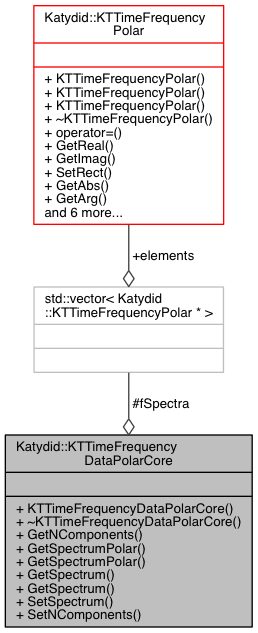 Katydid::KTTimeFrequency
Polar
+ KTTimeFrequencyPolar()
+ KTTimeFrequencyPolar()
+ KTTimeFrequencyPolar()
+ ~KTTimeFrequencyPolar()
+ operator=()
+ GetReal()
+ GetImag()
+ SetRect()
+ GetAbs()
+ GetArg()
and 6 more...
+elements
std::vector< Katydid
::KTTimeFrequencyPolar * >
#fSpectra
Katydid::KTTimeFrequency
DataPolarCore
+ KTTimeFrequencyDataPolarCore()
+ ~KTTimeFrequencyDataPolarCore()
+ GetNComponents()
+ GetSpectrumPolar()
+ GetSpectrumPolar()
+ GetSpectrum()
+ GetSpectrum()
+ SetSpectrum()
+ SetNComponents()